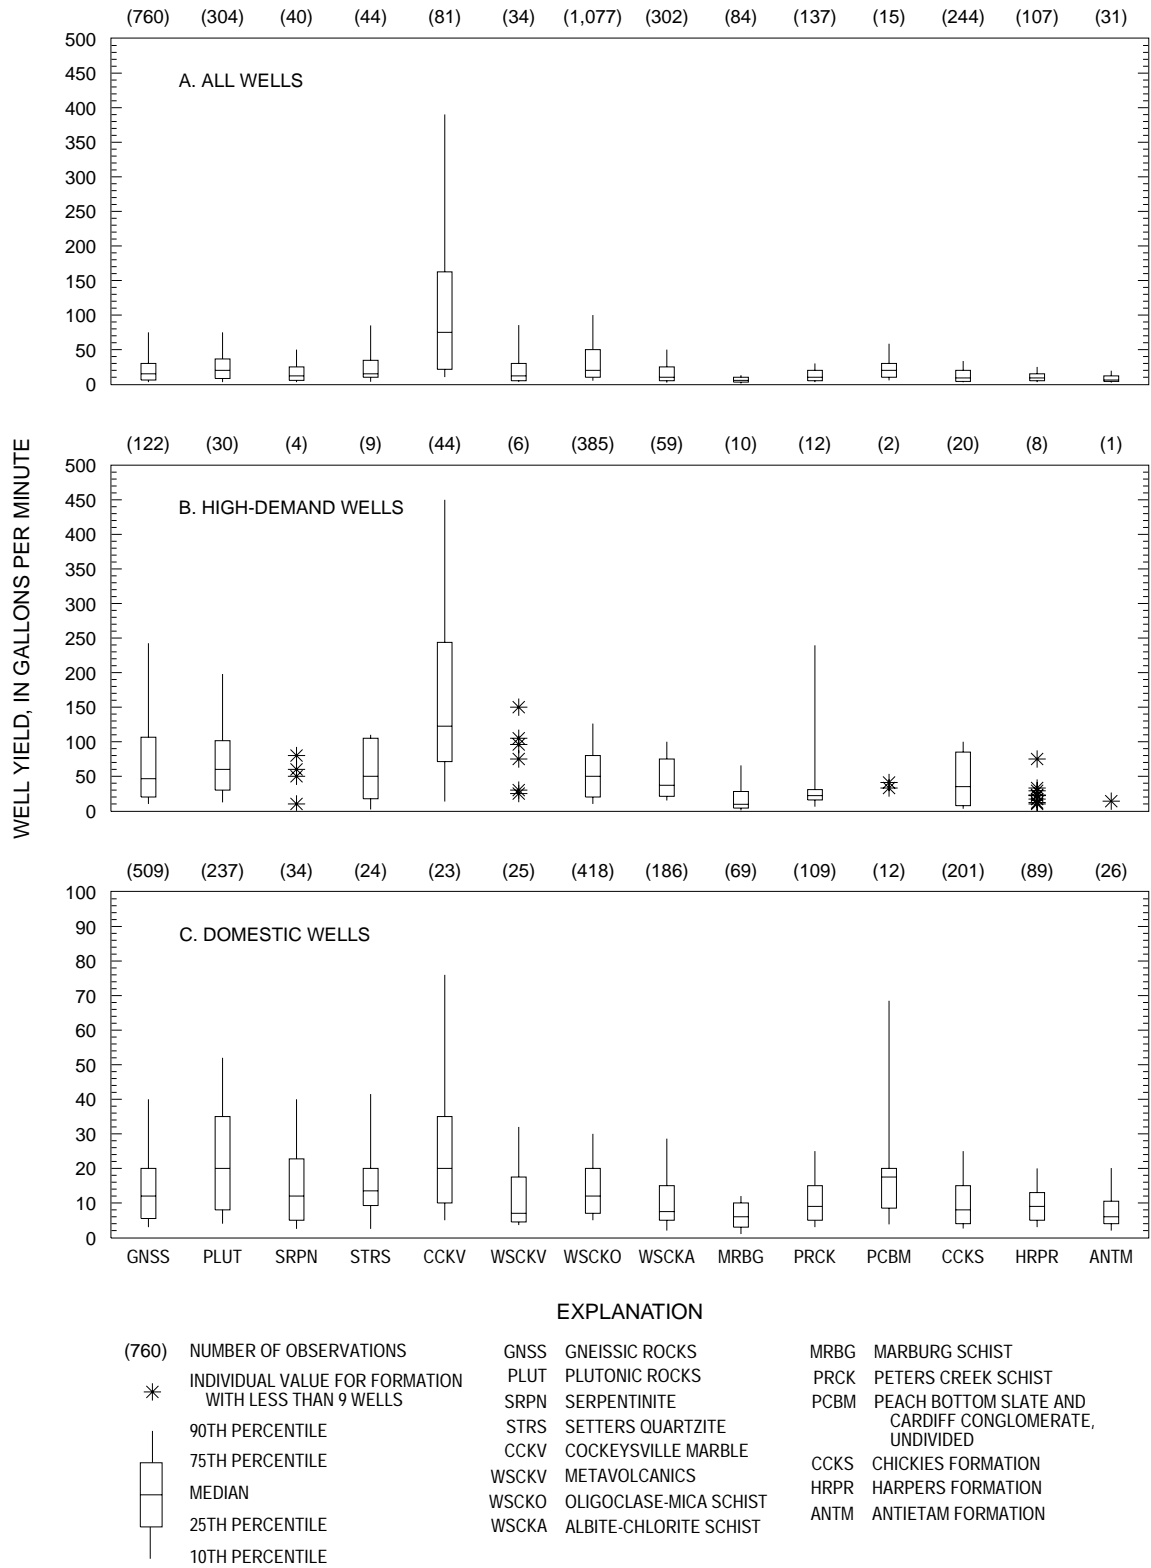 (760) (304) (40) (44) (81) (34) (1,077) (302) (84) (137) (15) (244) (107) (31)
500
A. ALL WELLS
450
400
350
300
250
200
150
100
50
0
WELL YIELD, IN GALLONS PER MINUTE
(122) (30) (4) (9) (44) (6) (385) (59) (10) (12) (2) (20) (8) (1)
500
B. HIGH-DEMAND WELLS
450
400
350
300
250
200
150
100
50
0
(509) (237) (34) (24) (23) (25) (418) (186) (69) (109) (12) (201) (89) (26)
100
C. DOMESTIC WELLS
90
80
70
60
50
40
30
20
10
0
GNSS PLUT SRPN STRS CCKV WSCKV WSCKO WSCKA MRBG PRCK PCBM CCKS HRPR ANTM
EXPLANATION
(760) NUMBER OF OBSERVATIONS
INDIVIDUAL VALUE FOR FORMATION
WITH LESS THAN 9 WELLS
90TH PERCENTILE
75TH PERCENTILE
MEDIAN
25TH PERCENTILE
10TH PERCENTILE
GNSS GNEISSIC ROCKS
PLUT PLUTONIC ROCKS
SRPN SERPENTINITE
STRS SETTERS QUARTZITE
CCKV COCKEYSVILLE MARBLE
WSCKV METAVOLCANICS
WSCKO OLIGOCLASE-MICA SCHIST
WSCKA ALBITE-CHLORITE SCHIST
MRBG MARBURG SCHIST
PRCK PETERS CREEK SCHIST
PCBM PEACH BOTTOM SLATE AND
CARDIFF CONGLOMERATE,
UNDIVIDED
CCKS CHICKIES FORMATION
HRPR HARPERS FORMATION
ANTM ANTIETAM FORMATION